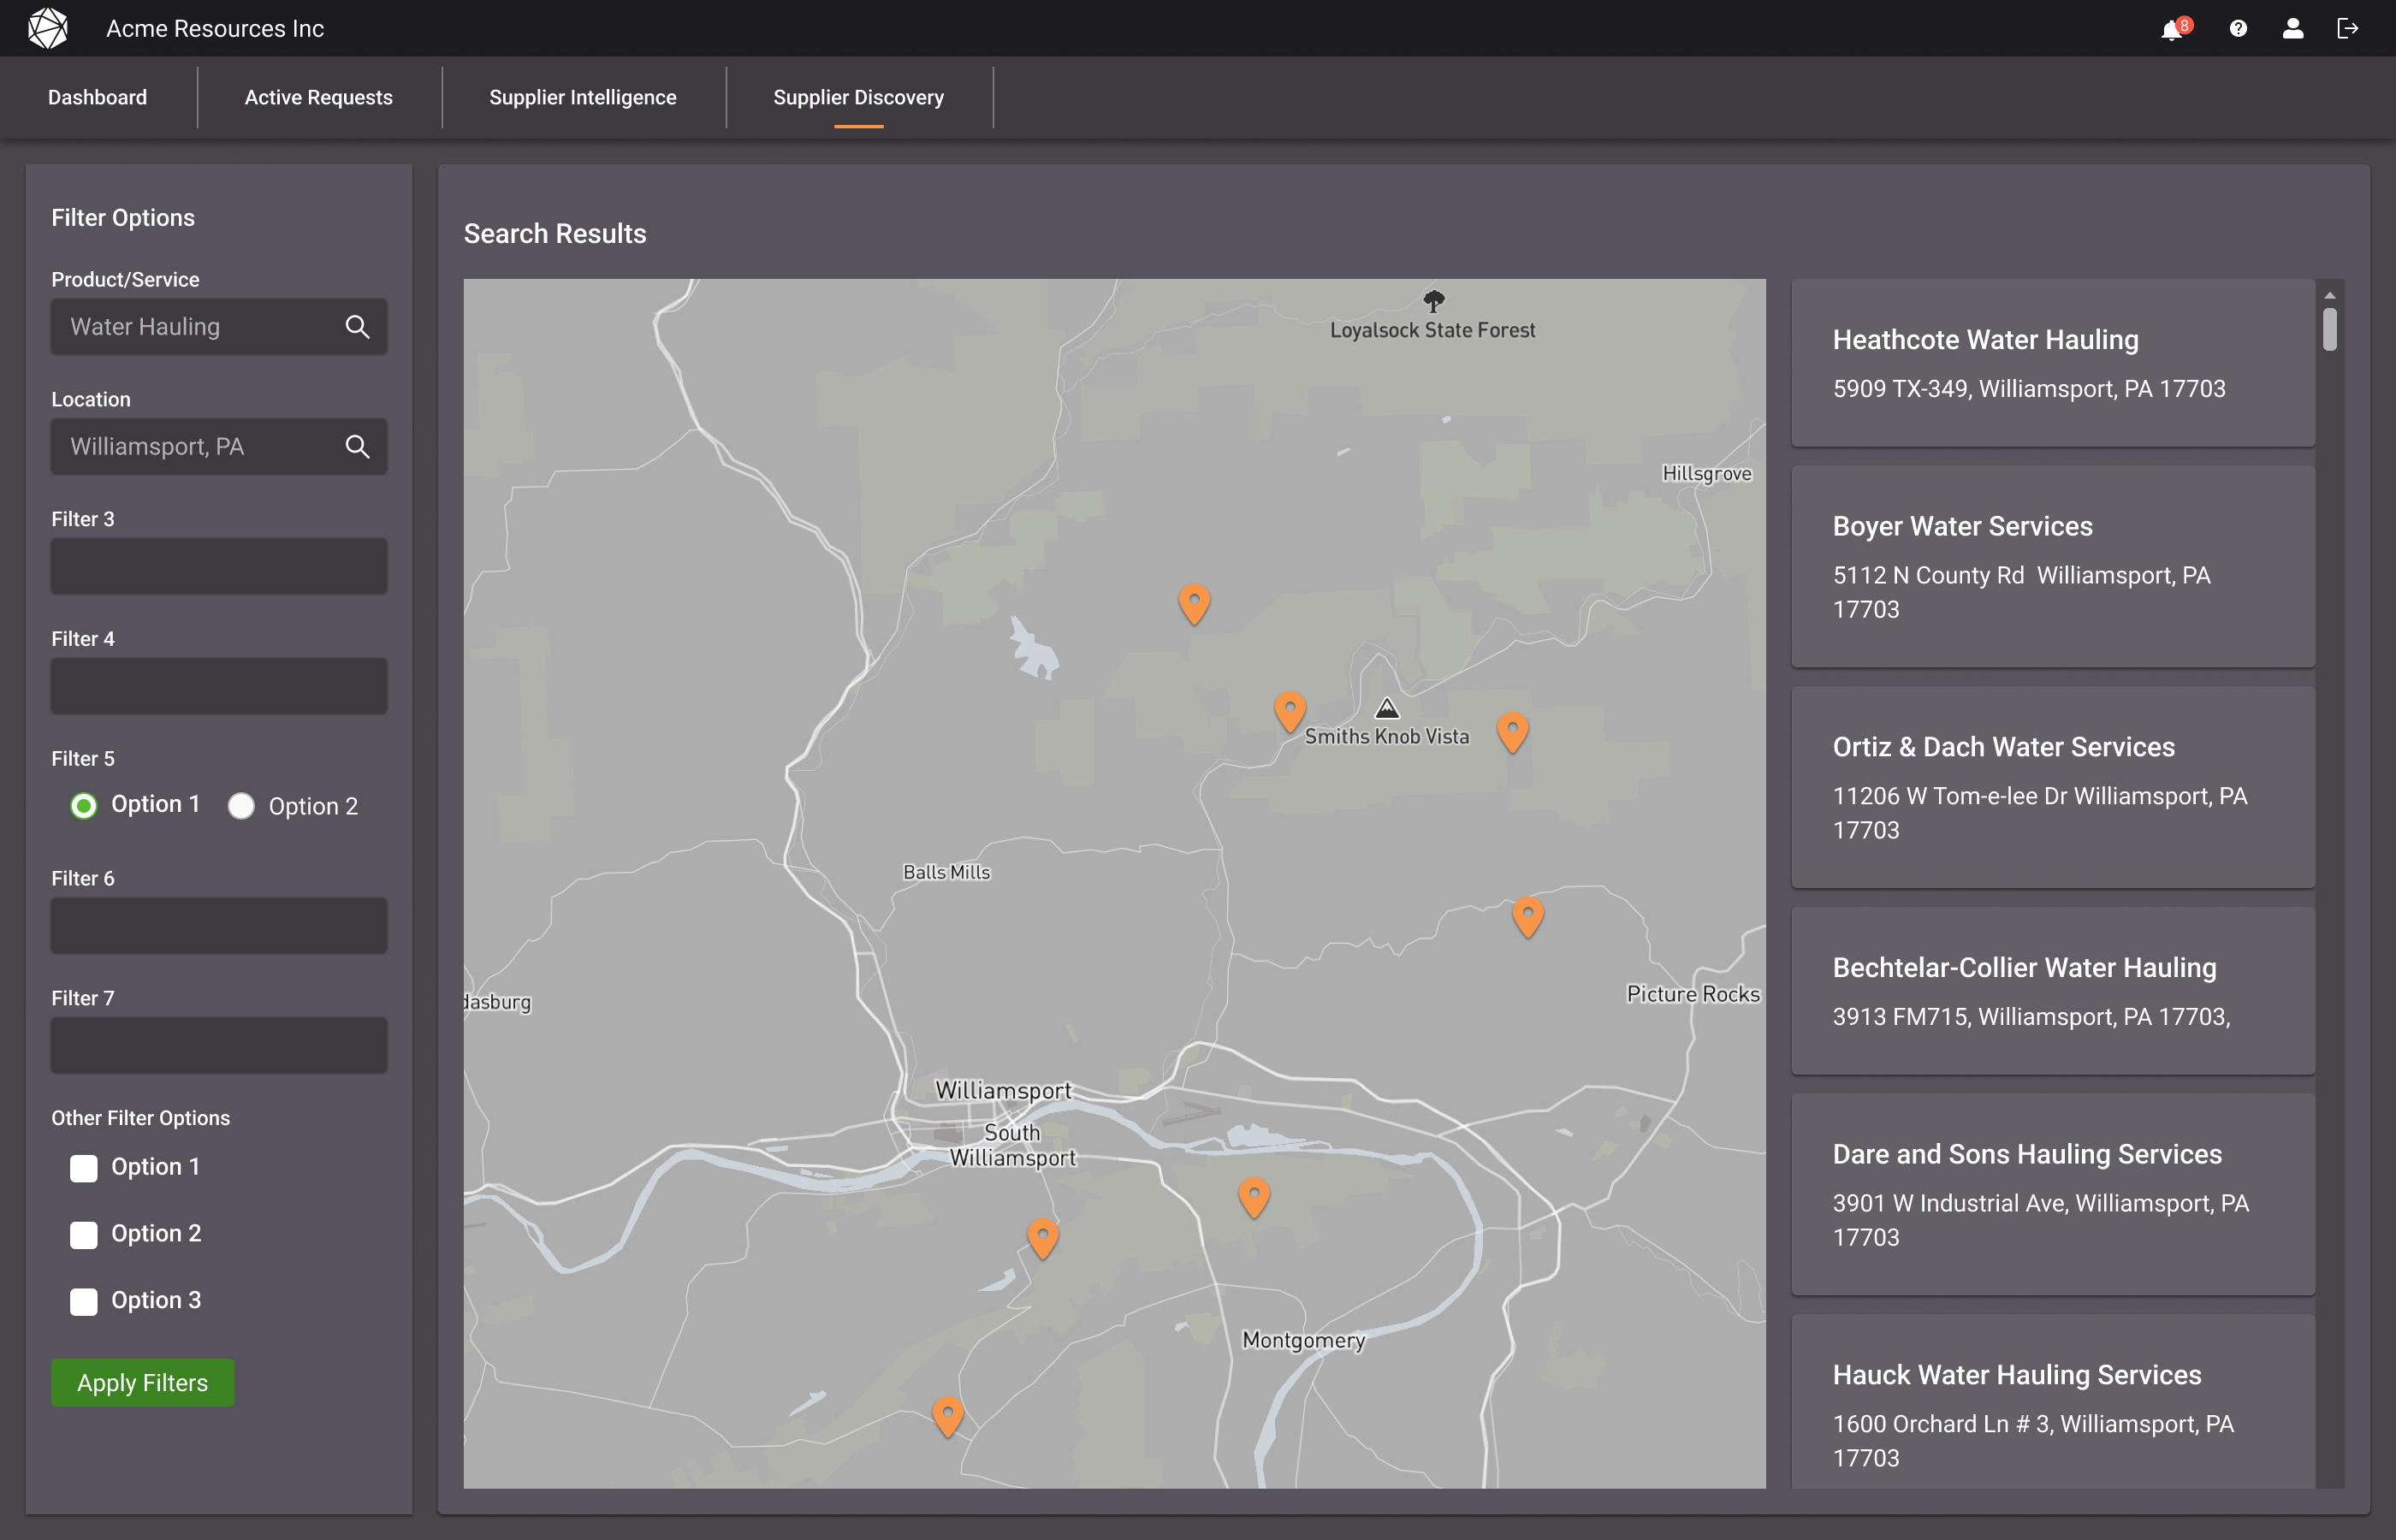 Acme Resources Inc
8
?
Dashboard
Active Requests
Supplier Intelligence
Supplier Discovery
Filter Options
Product/Service
Water Hauling
Location
Williamsport, PA
Filter 3
Filter 4
Filter 5
Option 1
Option 2
Filter 6
Filter 7
Other Filter Options
Option 1
Option 2
Option 3
Apply Filters
Search Results
Loyalsock State Forest
Hillsgrove
Smiths Knob Vista
Balls Mills
dasburg
Picture Rocks
Williamsport
South
Williamsport
Montgomery
Heathcote Water Hauling
5909 TX-349, Williamsport, PA 17703
Boyer Water Services
5112 N County Rd  Williamsport, PA
17703
Ortiz & Dach Water Services
11206 W Tom-e-lee Dr Williamsport, PA
17703
Bechtelar-Collier Water Hauling
3913 FM715, Williamsport, PA 17703,
Dare and Sons Hauling Services
3901 W Industrial Ave, Williamsport, PA
17703
Hauck Water Hauling Services
1600 Orchard Ln # 3, Williamsport, PA
17703